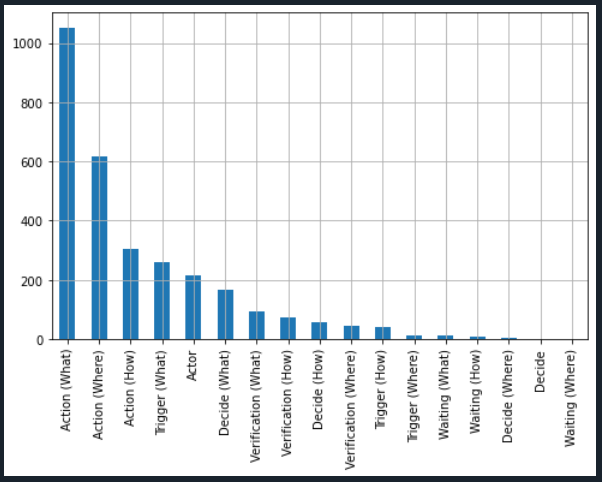 1000
800
600
400
200
0
Action (What)
Action (Where)
Action (How)
Trigger (What)
Actor
Decide (What)
Verification (What)
Verification (How)
Decide (How)
Verification (Where)
Trigger (How)
Trigger (Where)
Waiting (What)
Waiting (How)
Decide (Where)
Decide
Waiting (Where)